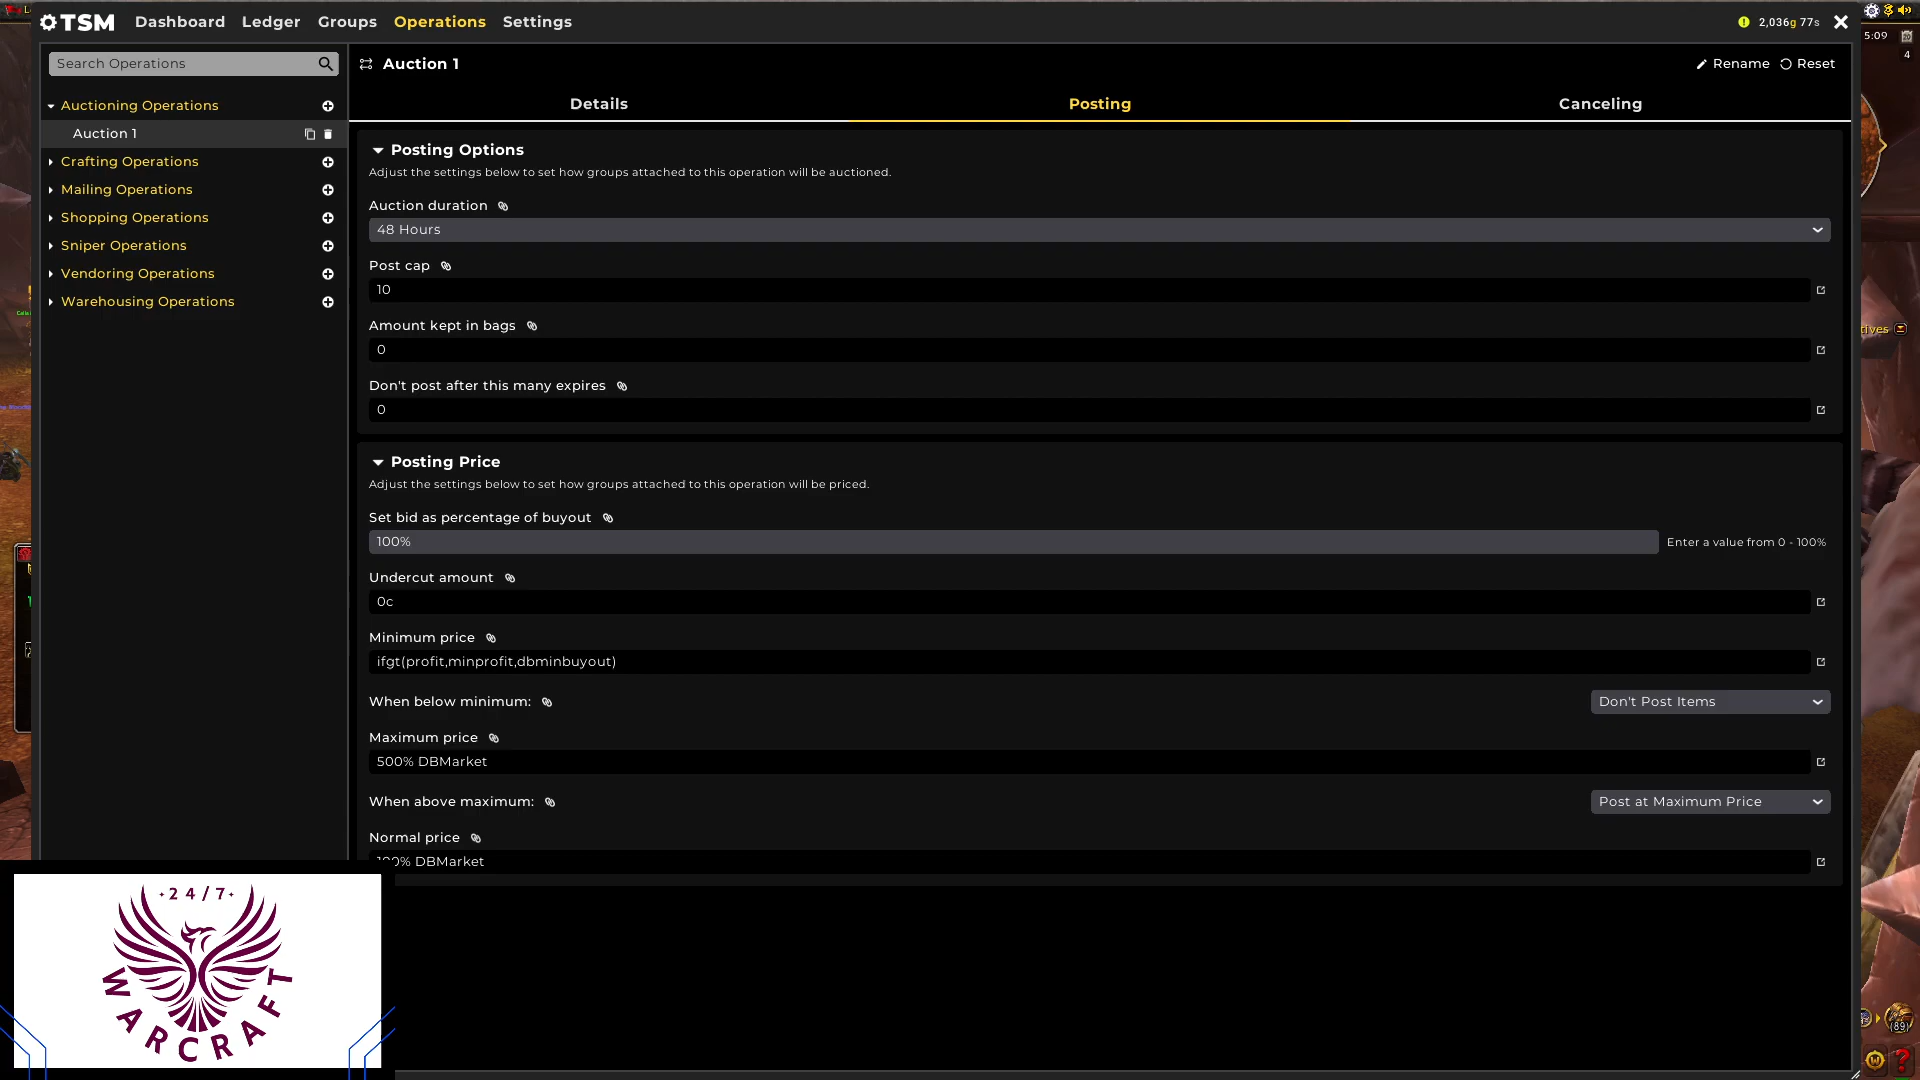 TSM Dashboard Ledger Groups Operations Settings
2,036g 77s
5:09
4
Search Operations
Auction 1
Rename Reset
Auctioning Operations
Auction 1
Crafting Operations
Mailing Operations
Shopping Operations
Sniper Operations
Vendoring Operations
Warehousing Operations
Details Posting Canceling
Posting Options
Adjust the settings below to set how groups attached to this operation will be auctioned.
Auction duration
48 Hours
Post cap
10
Amount kept in bags
0
Don't post after this many expires
0
Posting Price
Adjust the settings below to set how groups attached to this operation will be priced.
Set bid as percentage of buyout
100% Enter a value from 0 - 100%
Undercut amount
0c
Minimum price
ifgt(profit,minprofit,dbminbuyout)
When below minimum: Don't Post Items
Maximum price
500% DBMarket
When above maximum: Post at Maximum Price
Normal price
100% DBMarket
tives
24/7
WARCRAFT
(89)